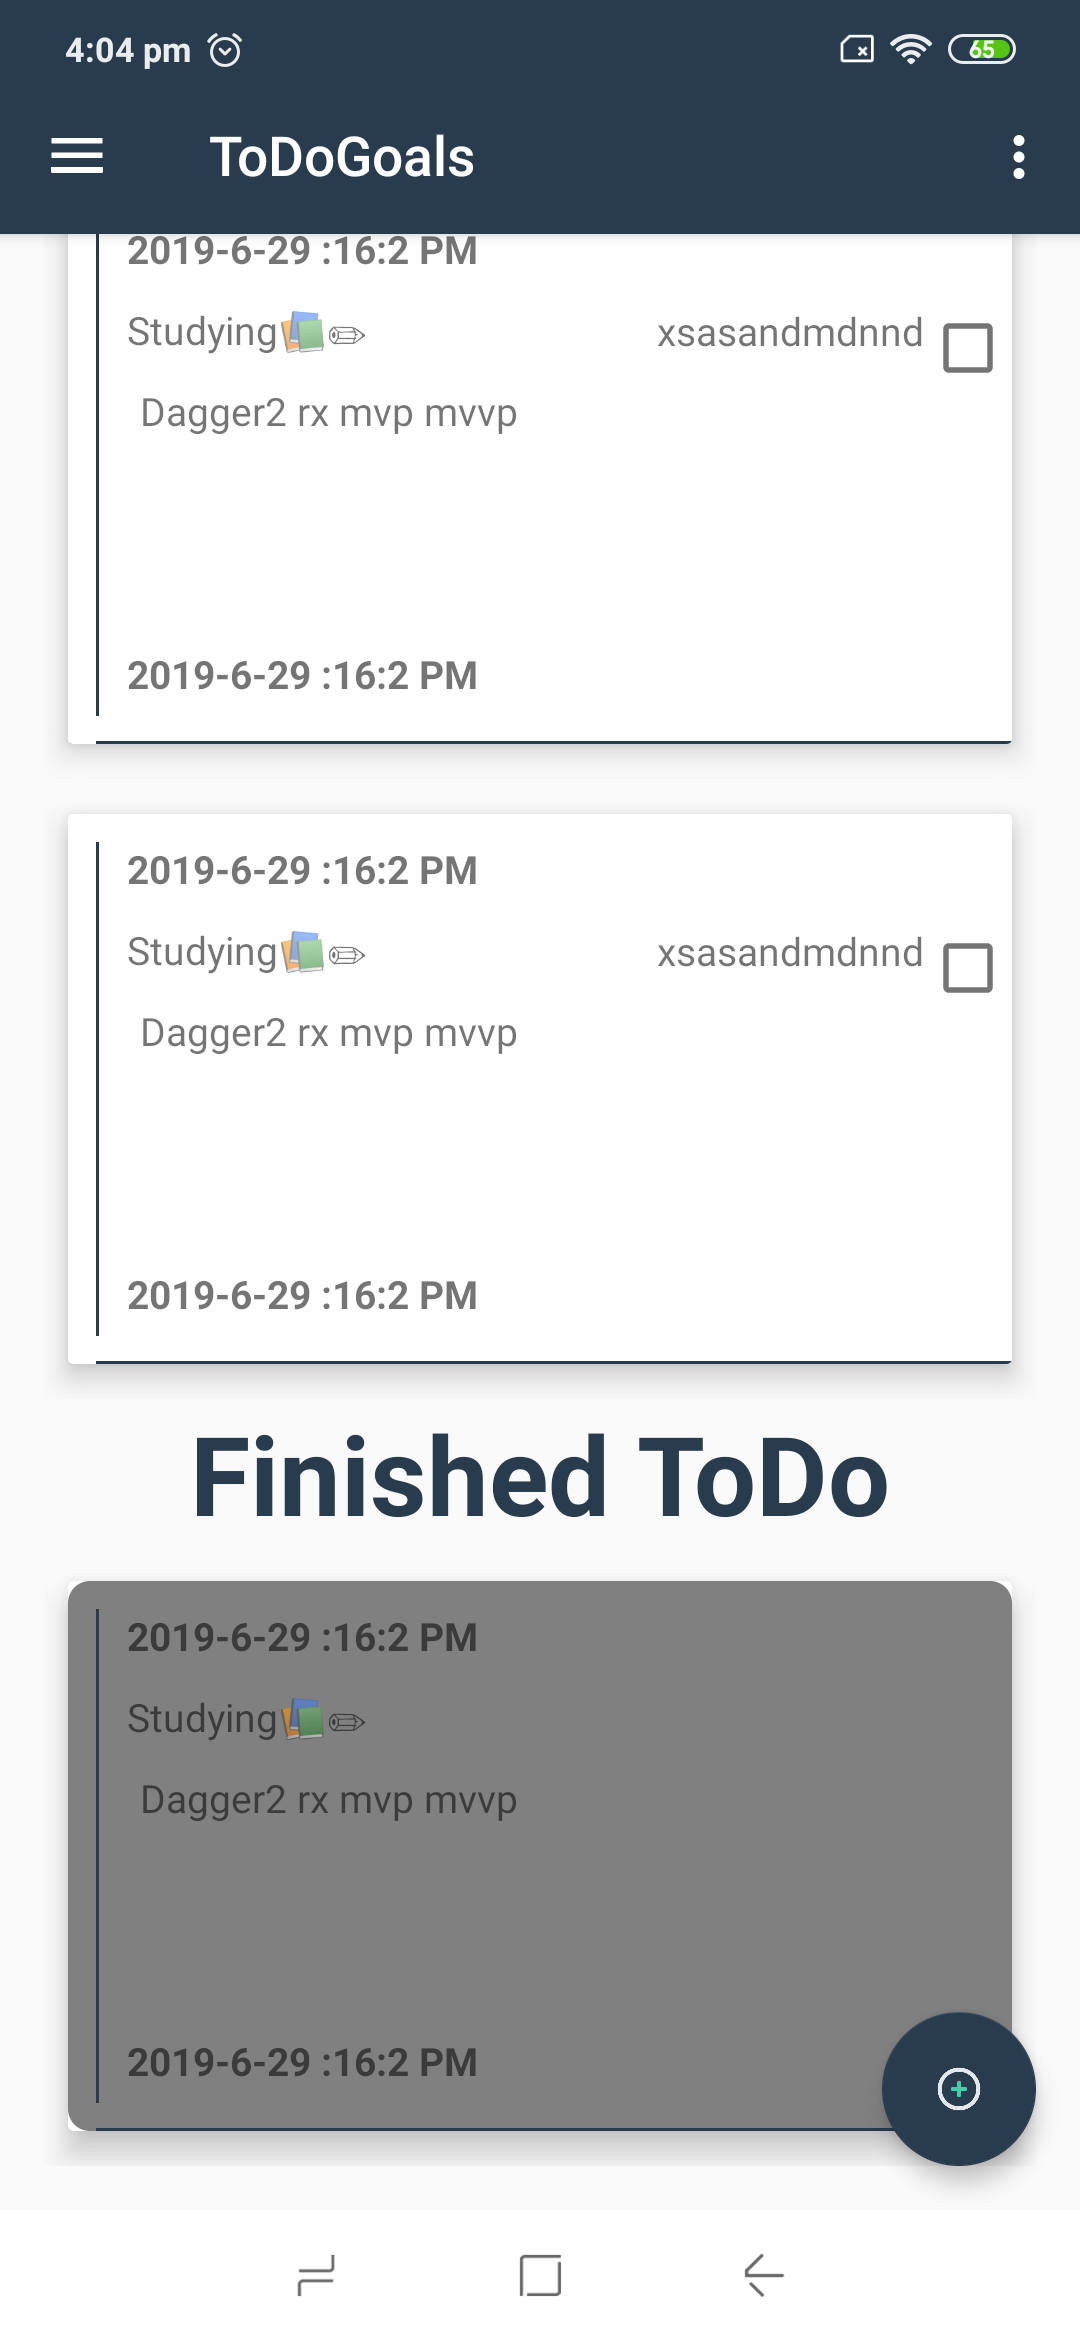 4:04 pm 65
ToDoGoals
2019-6-29 :16:2 PM
Studying📚✏ xsasandmdnnd
Dagger2 rx mvp mvvp
2019-6-29 :16:2 PM
2019-6-29 :16:2 PM
Studying📚✏ xsasandmdnnd
Dagger2 rx mvp mvvp
2019-6-29 :16:2 PM
Finished ToDo
2019-6-29 :16:2 PM
Studying📚✏
Dagger2 rx mvp mvvp
2019-6-29 :16:2 PM